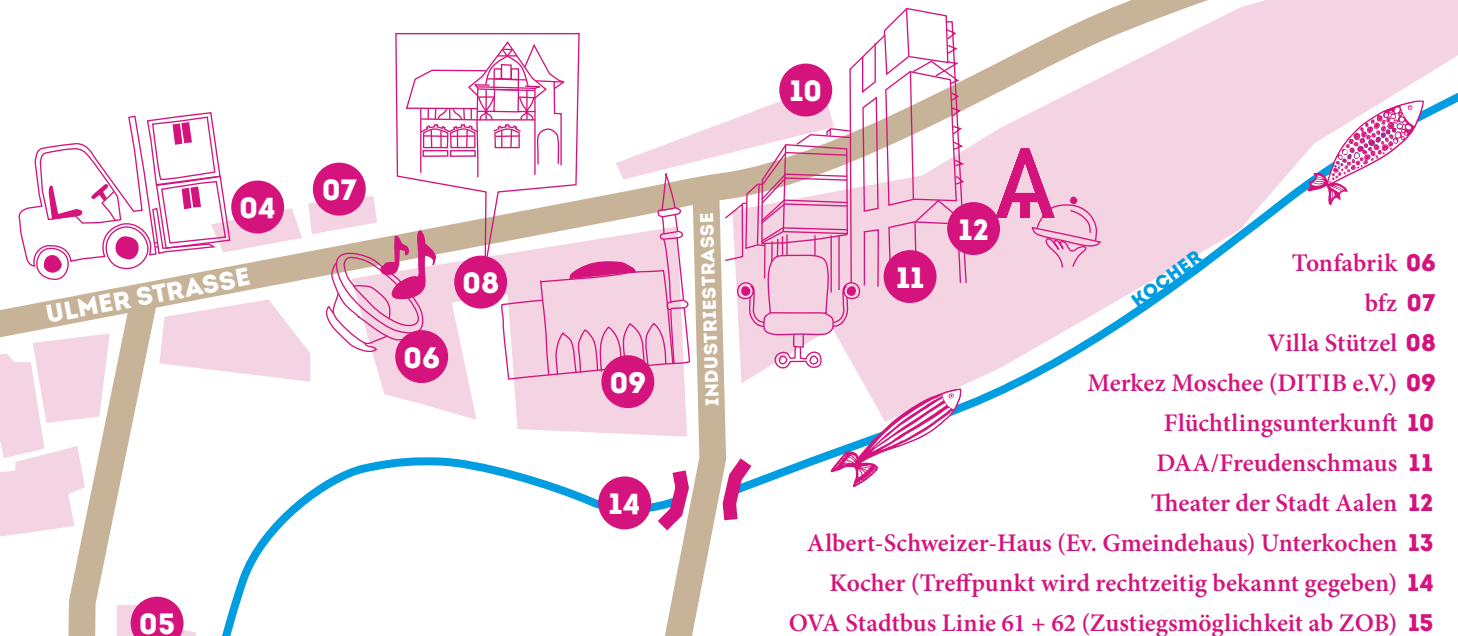 10
07
04
12
08
11
ULMER STRASSE
INDUSTRIESTRASSE
KOCHER
06
09
14
05
A
Tonfabrik 06
bfz 07
Villa Stützel 08
Merkez Moschee (DITIB e.V.) 09
Flüchtlingsunterkunft 10
DAA/Freudenschmaus 11
Theater der Stadt Aalen 12
Albert-Schweizer-Haus (Ev. Gmeindehaus) Unterkochen 13
Kocher (Treffpunkt wird rechtzeitig bekannt gegeben) 14
OVA Stadtbus Linie 61 + 62 (Zustiegsmöglichkeit ab ZOB) 15